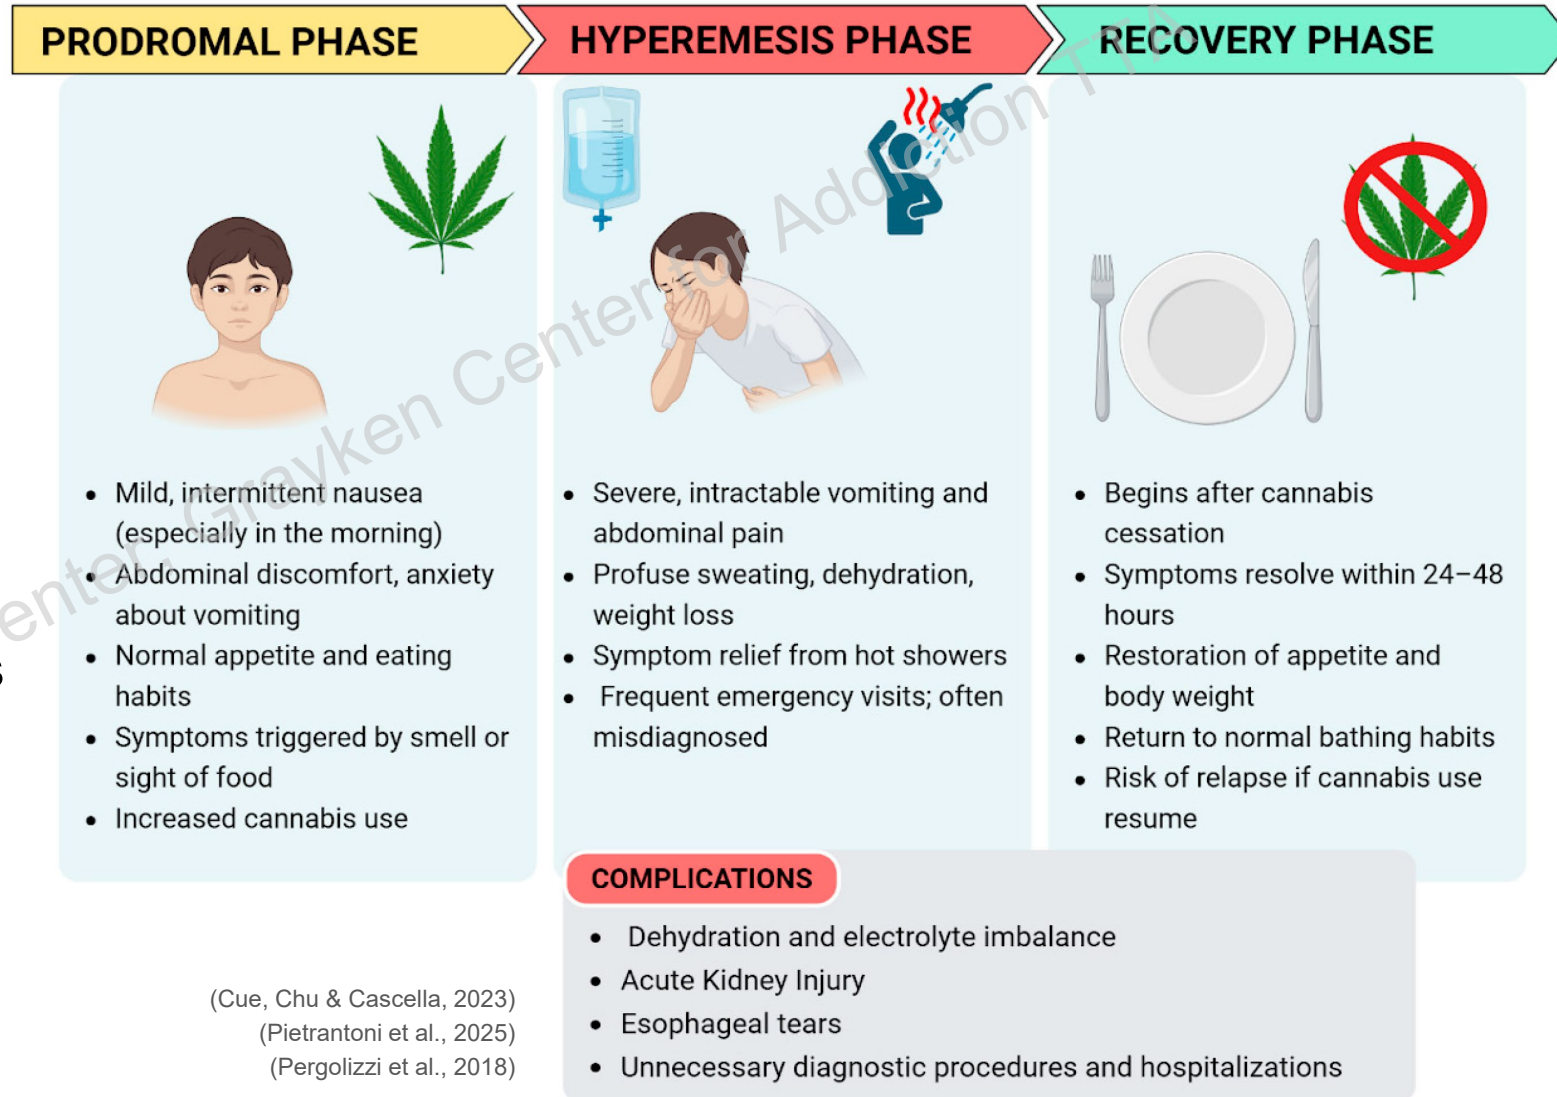 PRODROMAL PHASE
HYPEREMESIS PHASE
RECOVERY PHASE
Mild, intermittent nausea
(especially in the morning)
Abdominal discomfort, anxiety
about vomiting
Normal appetite and eating
habits
Symptoms triggered by smell or
sight of food
Increased cannabis use
Severe, intractable vomiting and
abdominal pain
Profuse sweating, dehydration,
weight loss
Symptom relief from hot showers
Frequent emergency visits; often
misdiagnosed
Begins after cannabis
cessation
Symptoms resolve within 24–48
hours
Restoration of appetite and
body weight
Return to normal bathing habits
Risk of relapse if cannabis use
resume
COMPLICATIONS
Dehydration and electrolyte imbalance
Acute Kidney Injury
Esophageal tears
Unnecessary diagnostic procedures and hospitalizations
(Cue, Chu & Cascella, 2023)
(Pietrantoni et al., 2025)
(Pergolizzi et al., 2018)
enter, Grayken Center for Addiction TTA
s